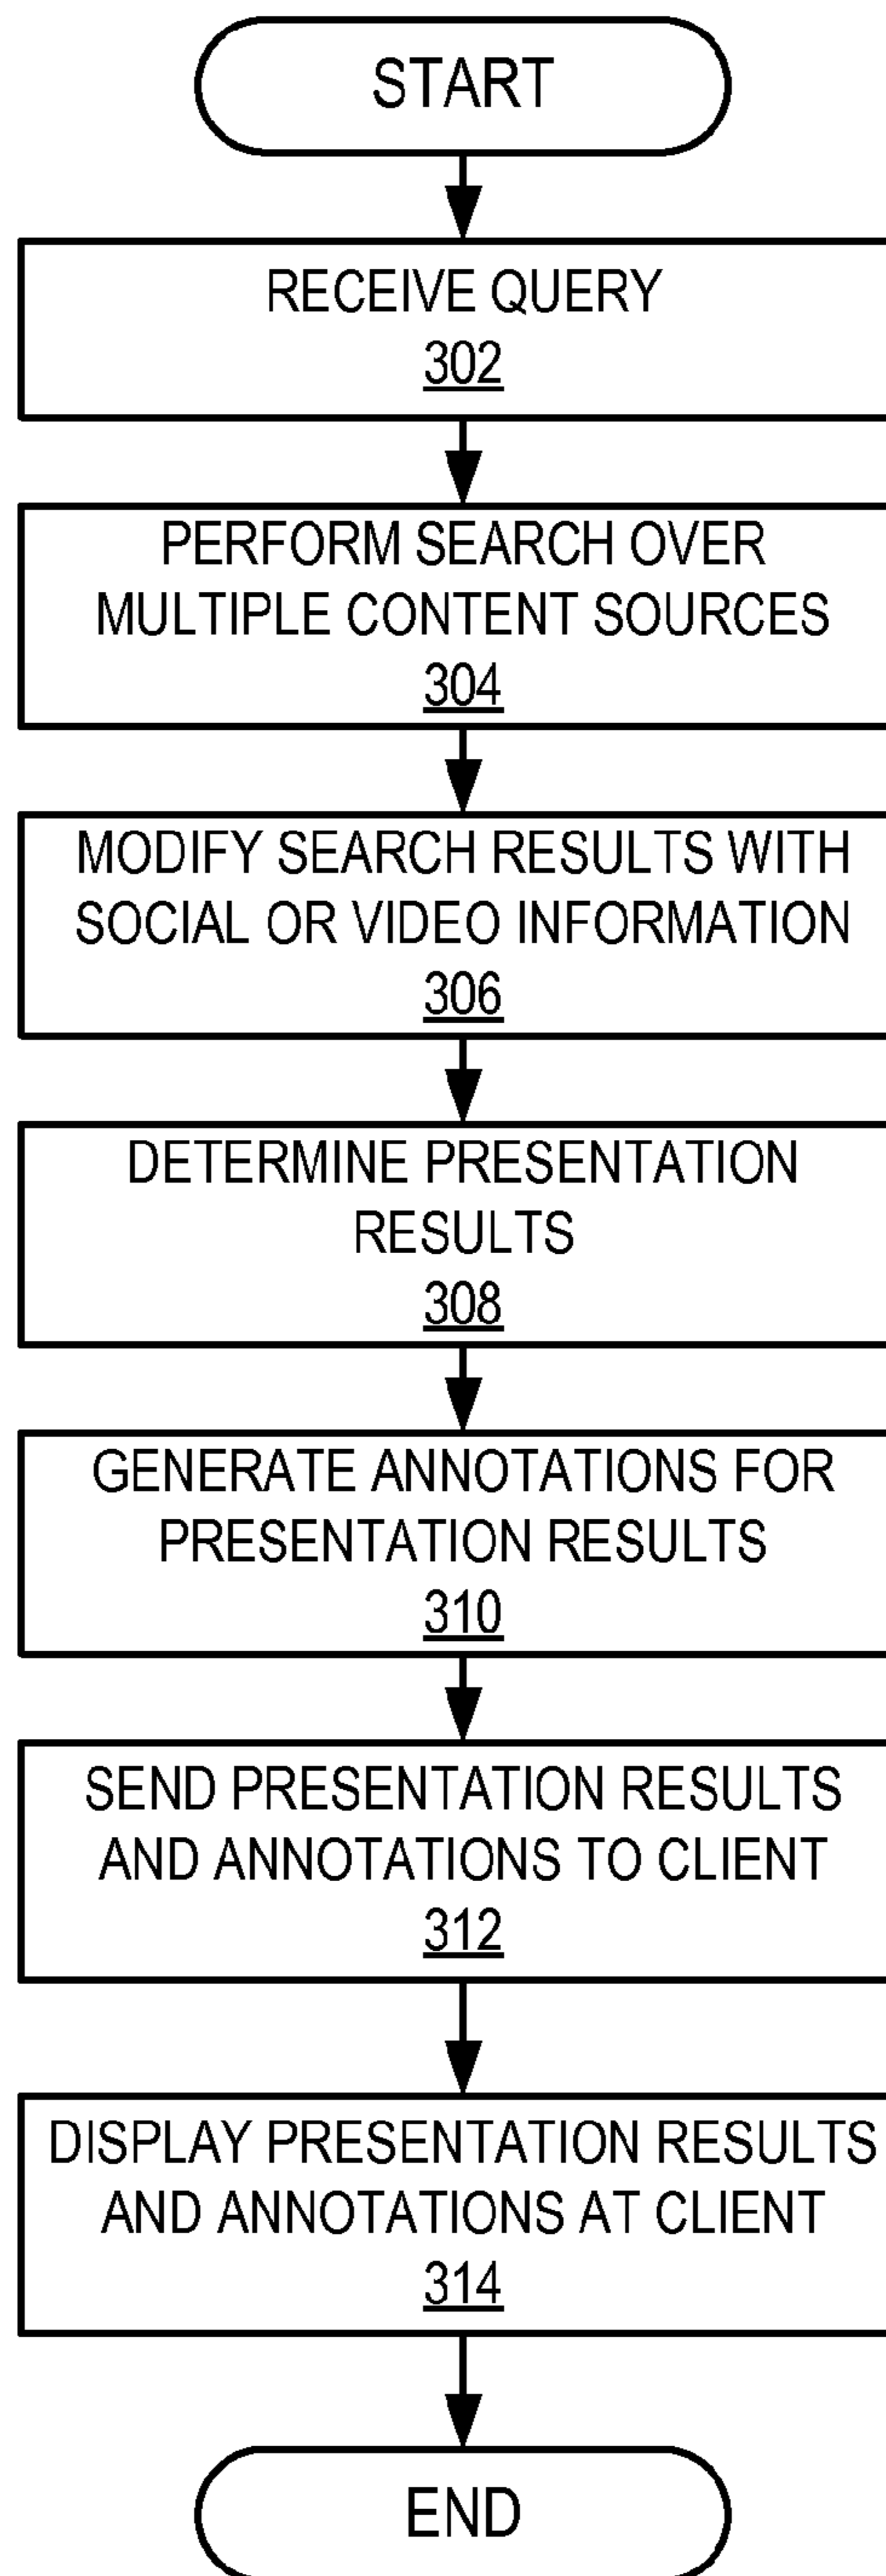 START
RECEIVE QUERY
302
PERFORM SEARCH OVER
MULTIPLE CONTENT SOURCES
304
MODIFY SEARCH RESULTS WITH
SOCIAL OR VIDEO INFORMATION
306
DETERMINE PRESENTATION
RESULTS
308
GENERATE ANNOTATIONS FOR
PRESENTATION RESULTS
310
SEND PRESENTATION RESULTS
AND ANNOTATIONS TO CLIENT
312
DISPLAY PRESENTATION RESULTS
AND ANNOTATIONS AT CLIENT
314
END